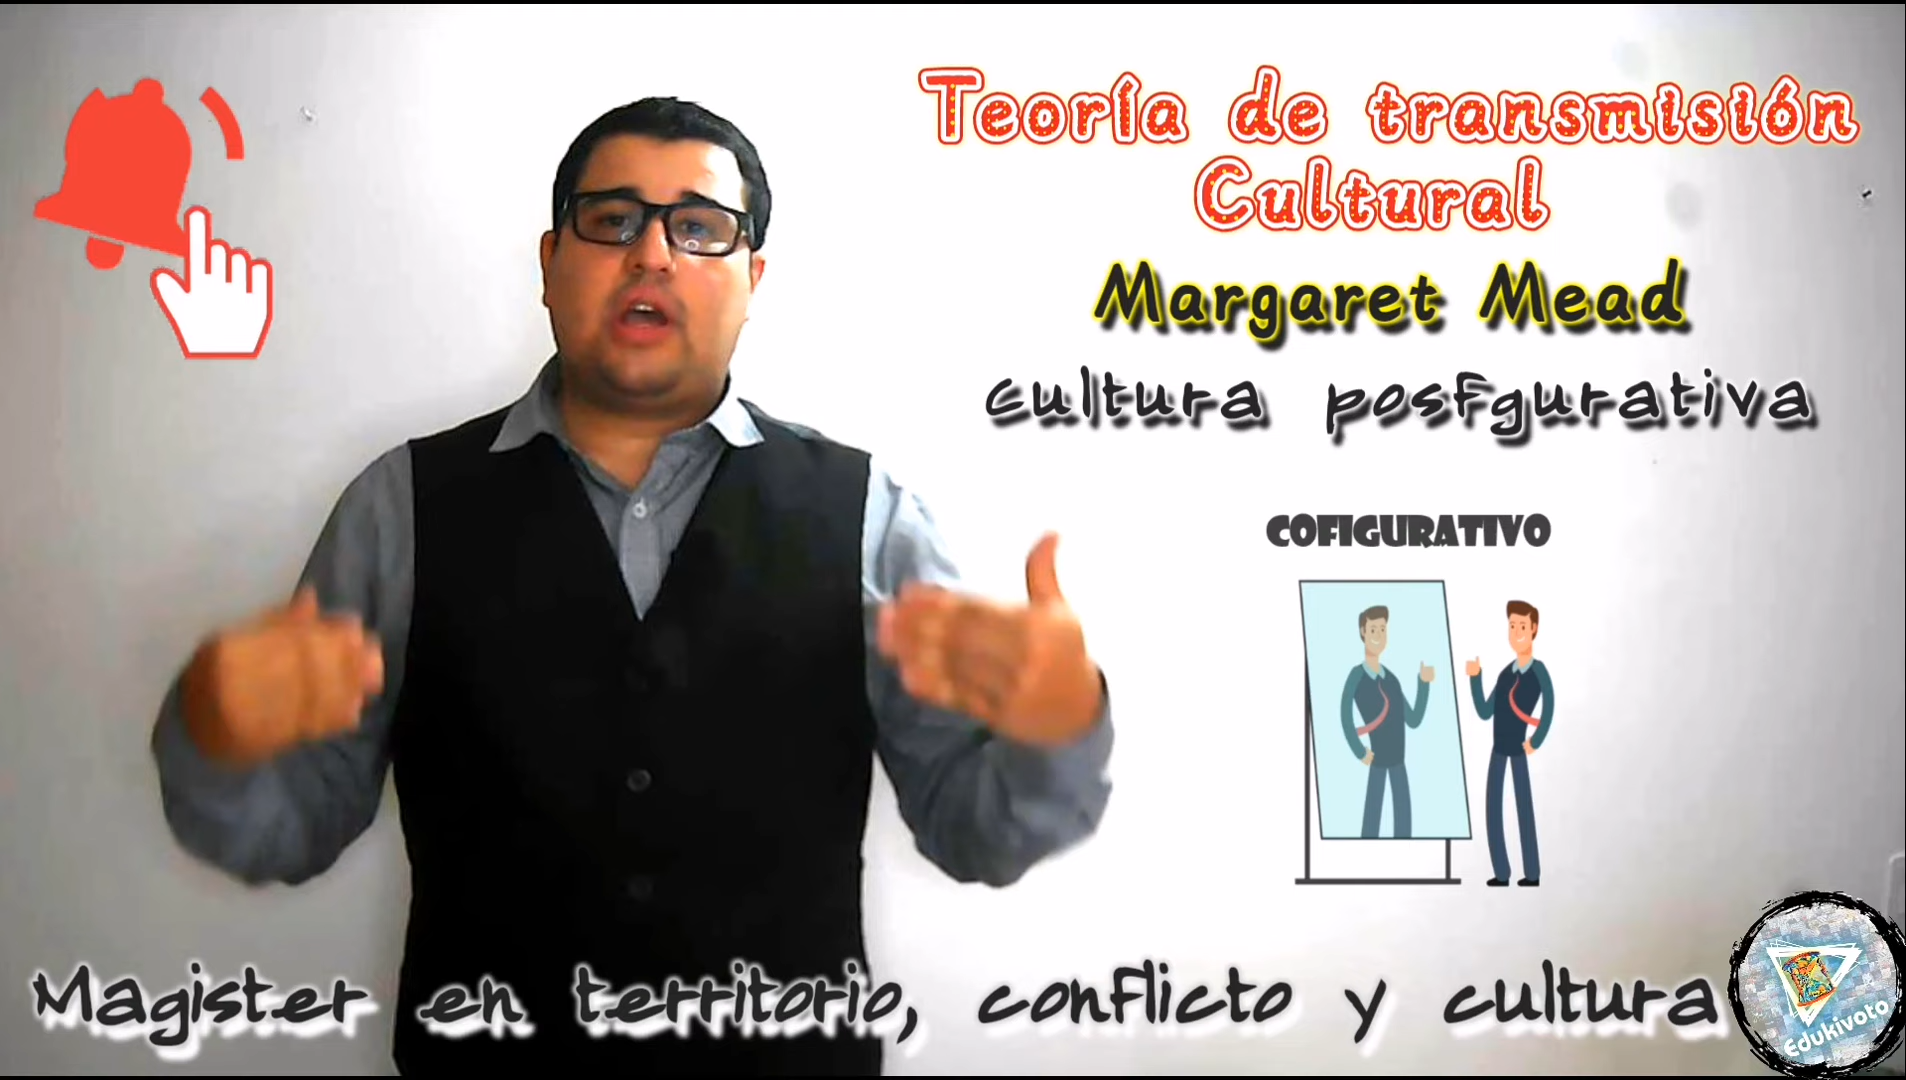 Teoría de transmisión
Cultural
Margaret Mead
cultura posfgurativa
COFIGURATIVO
Magister en territorio, conflicto y cultura
Edukivoto